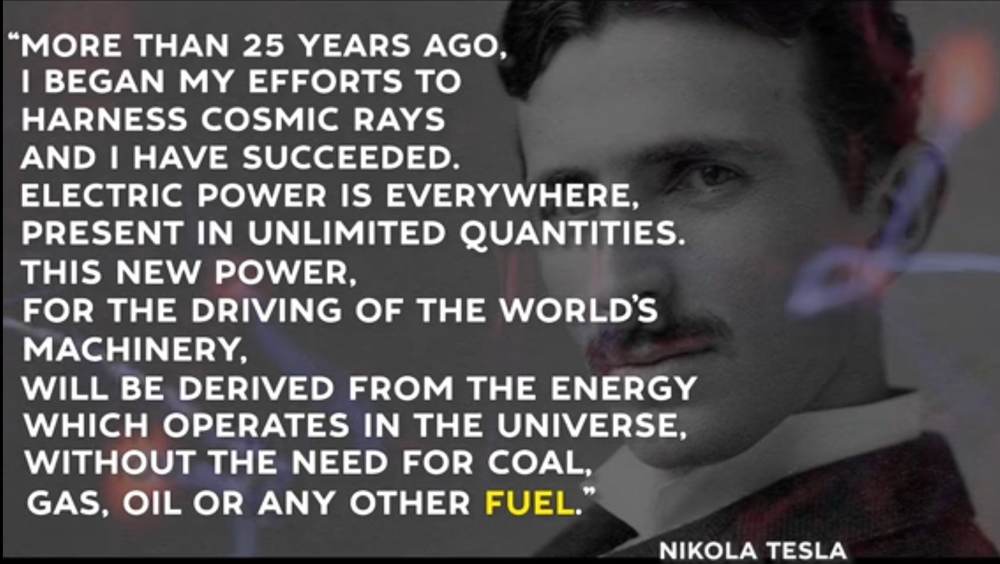 “MORE THAN 25 YEARS AGO,
I BEGAN MY EFFORTS TO
HARNESS COSMIC RAYS
AND I HAVE SUCCEEDED.
ELECTRIC POWER IS EVERYWHERE,
PRESENT IN UNLIMITED QUANTITIES.
THIS NEW POWER,
FOR THE DRIVING OF THE WORLD’S
MACHINERY,
WILL BE DERIVED FROM THE ENERGY
WHICH OPERATES IN THE UNIVERSE,
WITHOUT THE NEED FOR COAL,
GAS, OIL OR ANY OTHER FUEL.”
NIKOLA TESLA